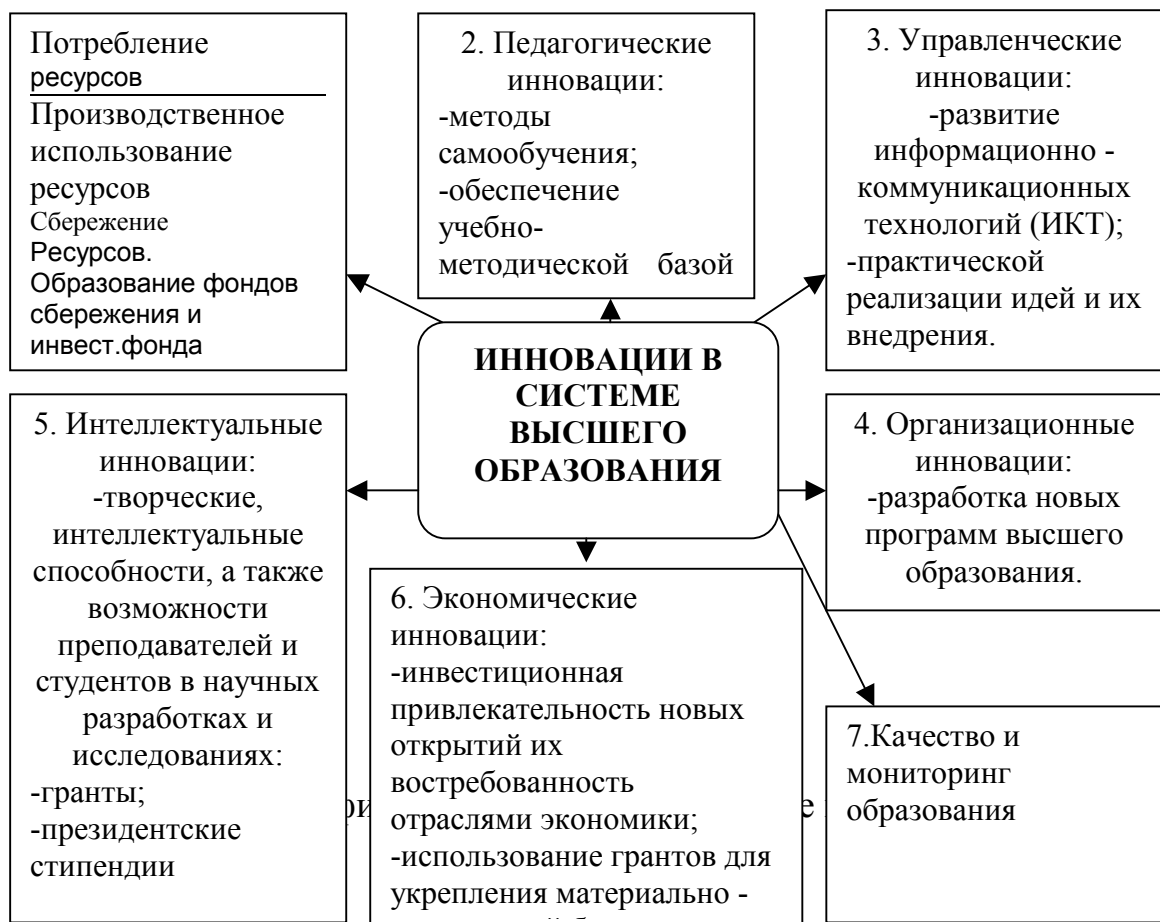 Потребление
ресурсов
Производственное
использование
ресурсов
Сбережение
Ресурсов.
Образование фондов
сбережения и
инвест.фонда
2. Педагогические
инновации:
-методы
самообучения;
-обеспечение
учебно-
методической базой
3. Управленческие
инновации:
-развитие
информационно -
коммуникационных
технологий (ИКТ);
-практической
реализации идей и их
внедрения.
ИННОВАЦИИ В
СИСТЕМЕ
ВЫСШЕГО
ОБРАЗОВАНИЯ
5. Интеллектуальные
инновации:
-творческие,
интеллектуальные
способности, а также
возможности
преподавателей и
студентов в научных
разработках и
исследованиях:
-гранты;
-президентские
стипендии
4. Организационные
инновации:
-разработка новых
программ высшего
образования.
6. Экономические
инновации:
-инвестиционная
привлекательность новых
открытий их
востребованность
отраслями экономики;
-использование грантов для
укрепления материально -
7.Качество и
мониторинг
образования